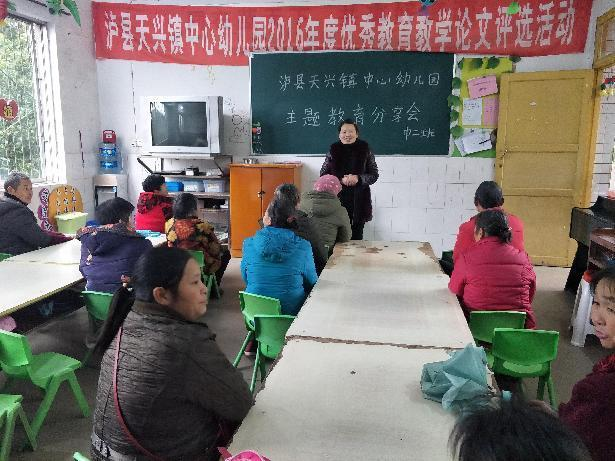 泸县天兴镇中心幼儿园2016年度优秀教育教学论文评选活动
泸县天兴镇中心幼儿园
主题教育分享会
中二班